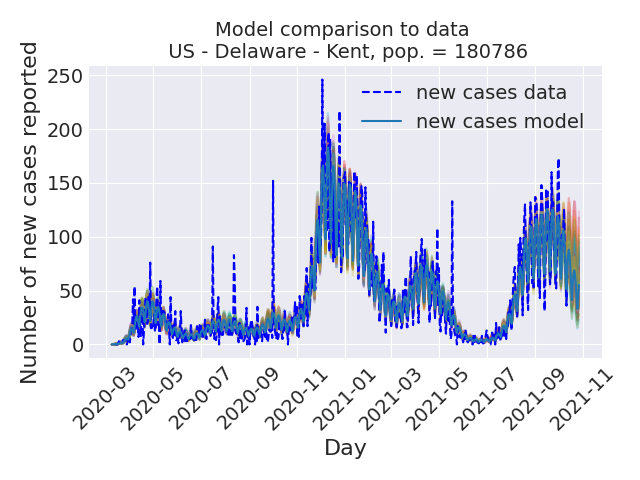 Model comparison to data
US - Delaware - Kent, pop. = 180786
Number of new cases reported
250
200
150
100
50
0
new cases data
new cases model
2020-03
2020-05
2020-07
2020-09
2020-11
2021-01
2021-03
2021-05
2021-07
2021-09
2021-11
Day